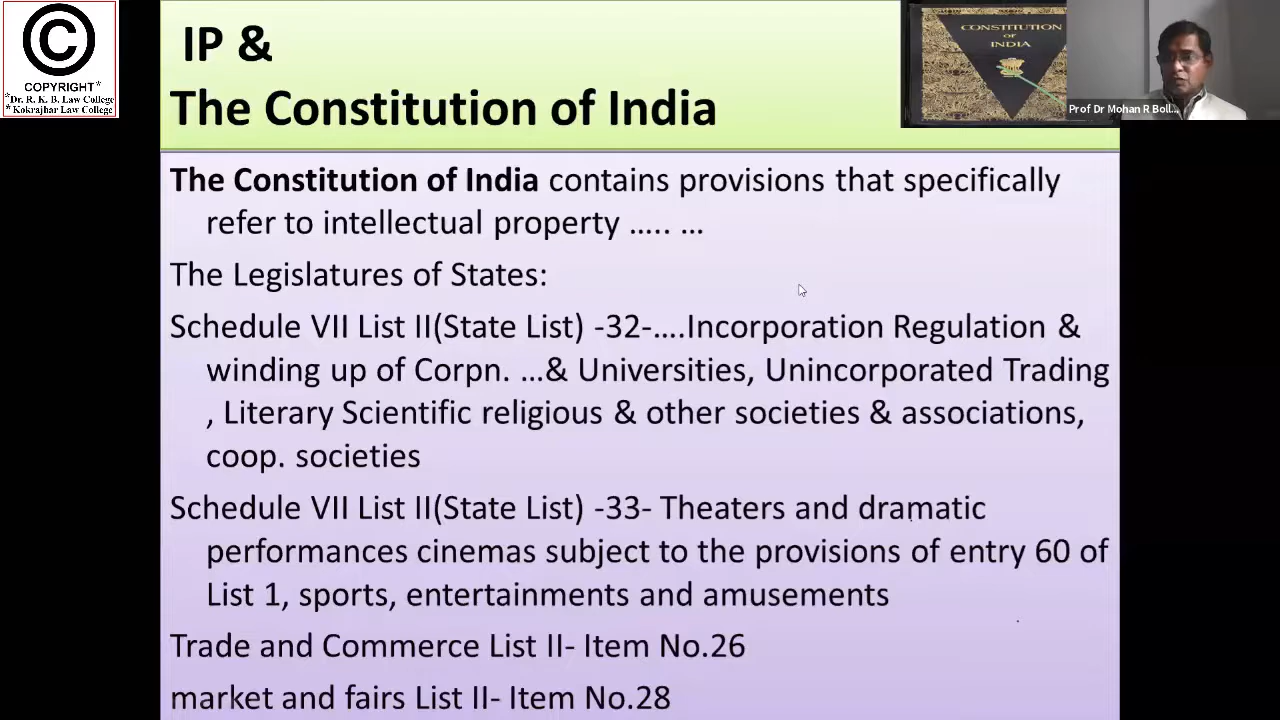 ©
COPYRIGHT*
*Dr. R. K. B. Law College
* Kokrajhar Law College
IP &
The Constitution of India
CONSTITUTION
OF
INDIA
Prof Dr Mohan R Boll...
The Constitution of India contains provisions that specifically
refer to intellectual property ….. …
The Legislatures of States:
Schedule VII List II(State List) -32-….Incorporation Regulation &
winding up of Corpn. …& Universities, Unincorporated Trading
, Literary Scientific religious & other societies & associations,
coop. societies
Schedule VII List II(State List) -33- Theaters and dramatic
performances cinemas subject to the provisions of entry 60 of
List 1, sports, entertainments and amusements
Trade and Commerce List II- Item No.26
market and fairs List II- Item No.28